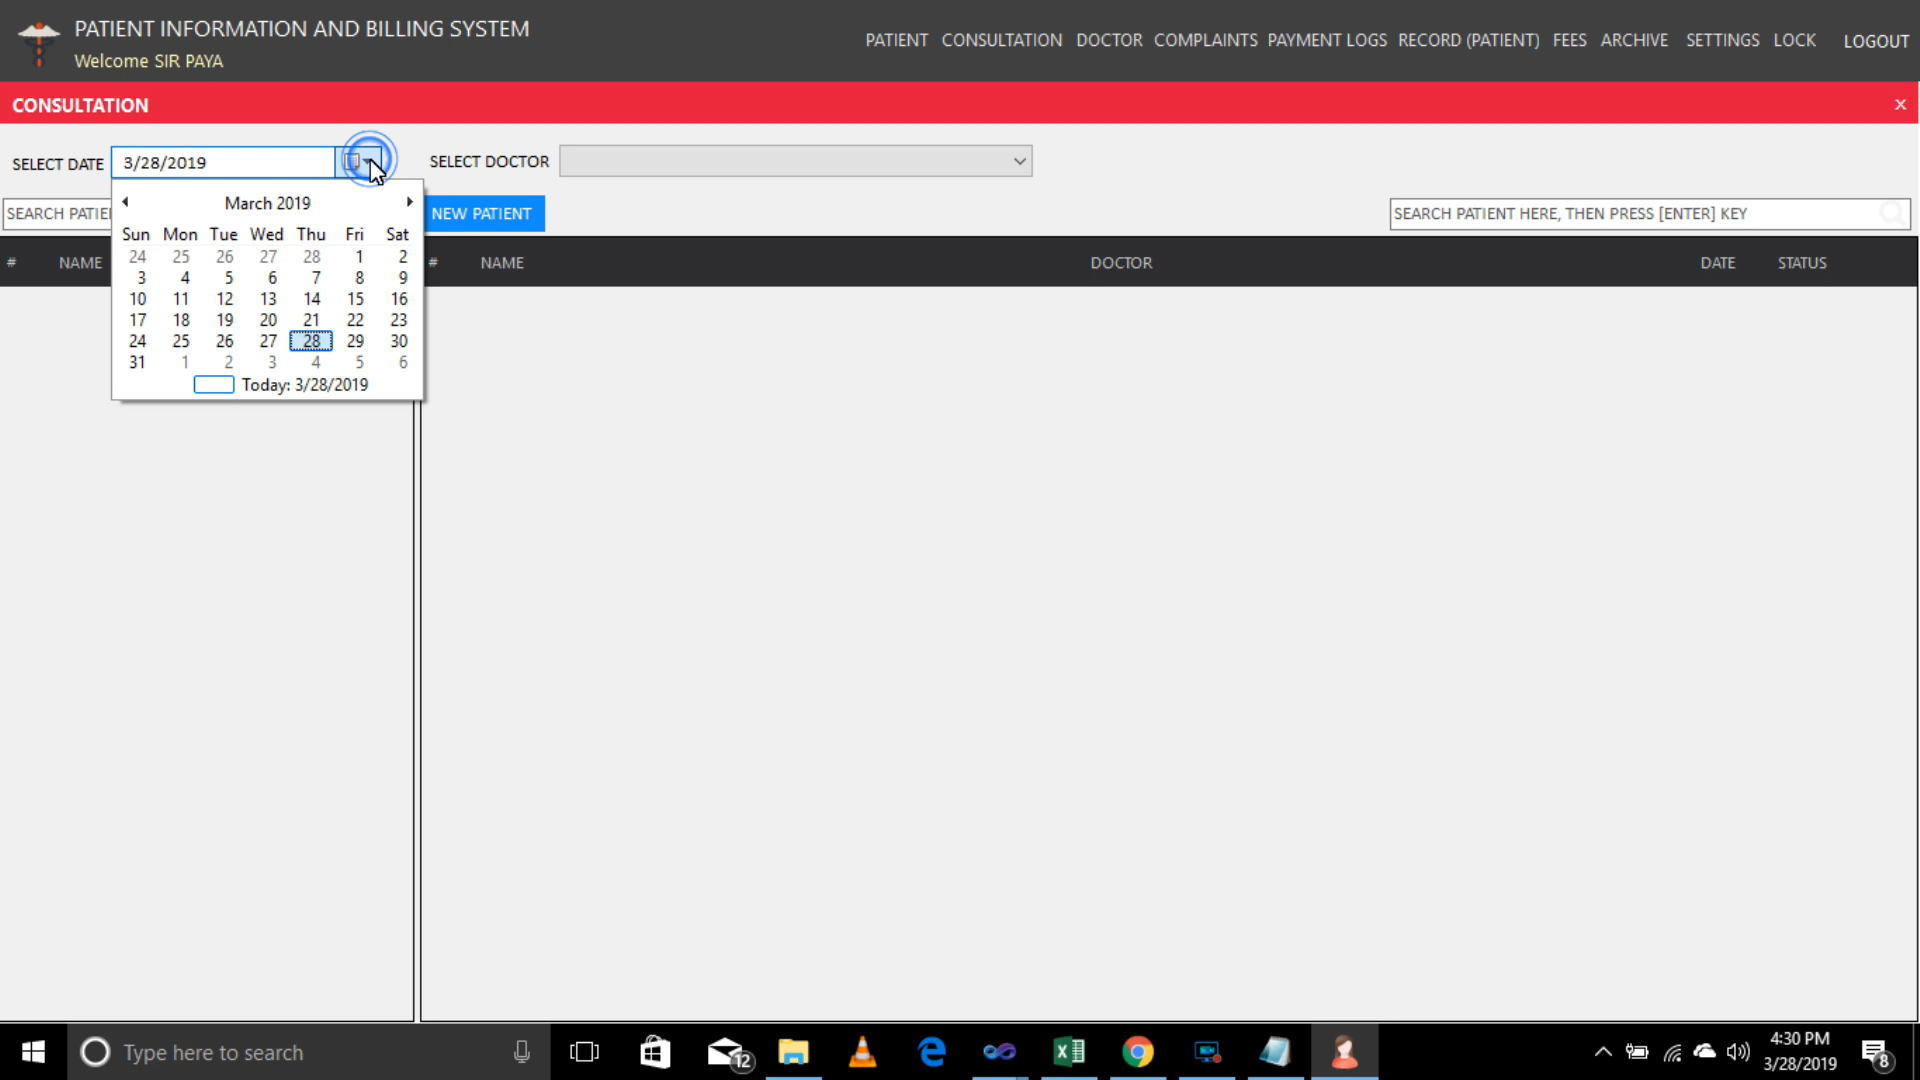 PATIENT INFORMATION AND BILLING SYSTEM
Welcome SIR PAYA
PATIENT CONSULTATION DOCTOR COMPLAINTS PAYMENT LOGS RECORD (PATIENT) FEES ARCHIVE SETTINGS LOCK LOGOUT
CONSULTATION x
SELECT DATE 3/28/2019 SELECT DOCTOR
SEARCH PATIE NEW PATIENT SEARCH PATIENT HERE, THEN PRESS [ENTER] KEY
# NAME # NAME DOCTOR DATE STATUS
March 2019
Sun Mon Tue Wed Thu Fri Sat
24 25 26 27 28 1 2
3 4 5 6 7 8 9
10 11 12 13 14 15 16
17 18 19 20 21 22 23
24 25 26 27 28 29 30
31 1 2 3 4 5 6
Today: 3/28/2019
Type here to search 12 4:30 PM
3/28/2019 8